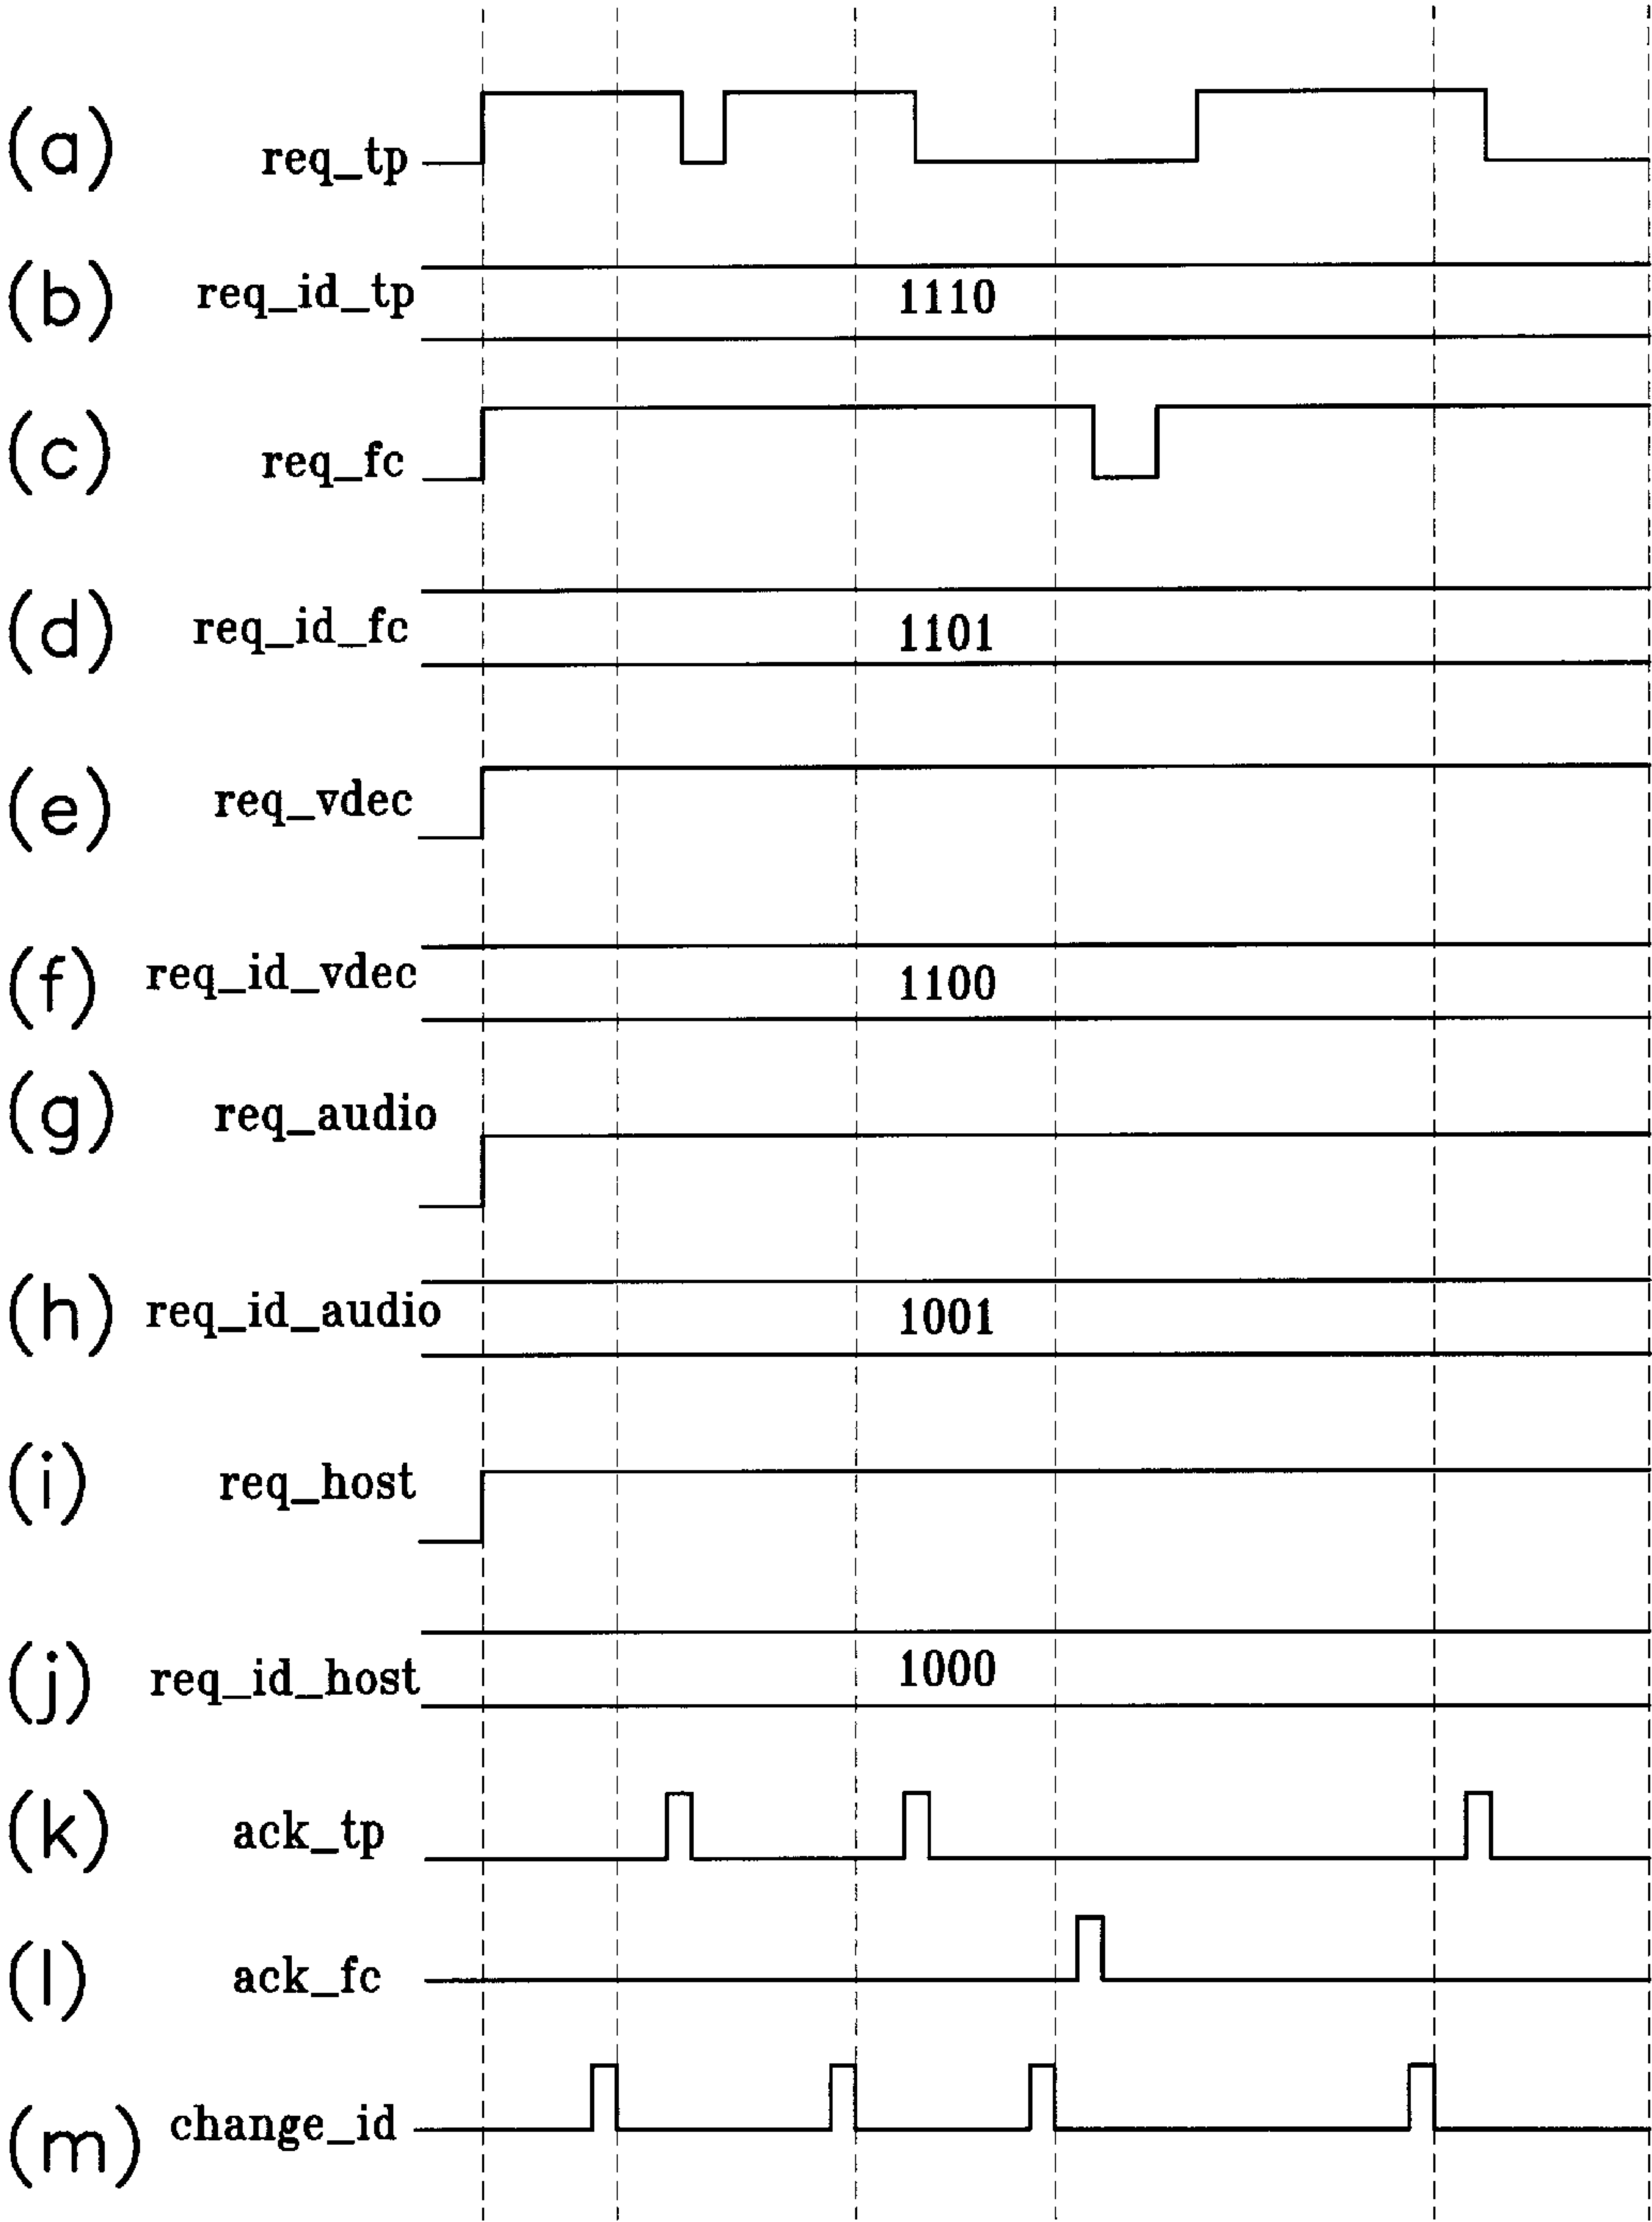 (a) req_tp
(b) req_id_tp 1110
(c) req_fc
(d) req_id_fc 1101
(e) req_vdec
(f) req_id_vdec 1100
(g) req_audio
(h) req_id_audio 1001
(i) req_host
(j) req_id_host 1000
(k) ack_tp
(l) ack_fc
(m) change_id